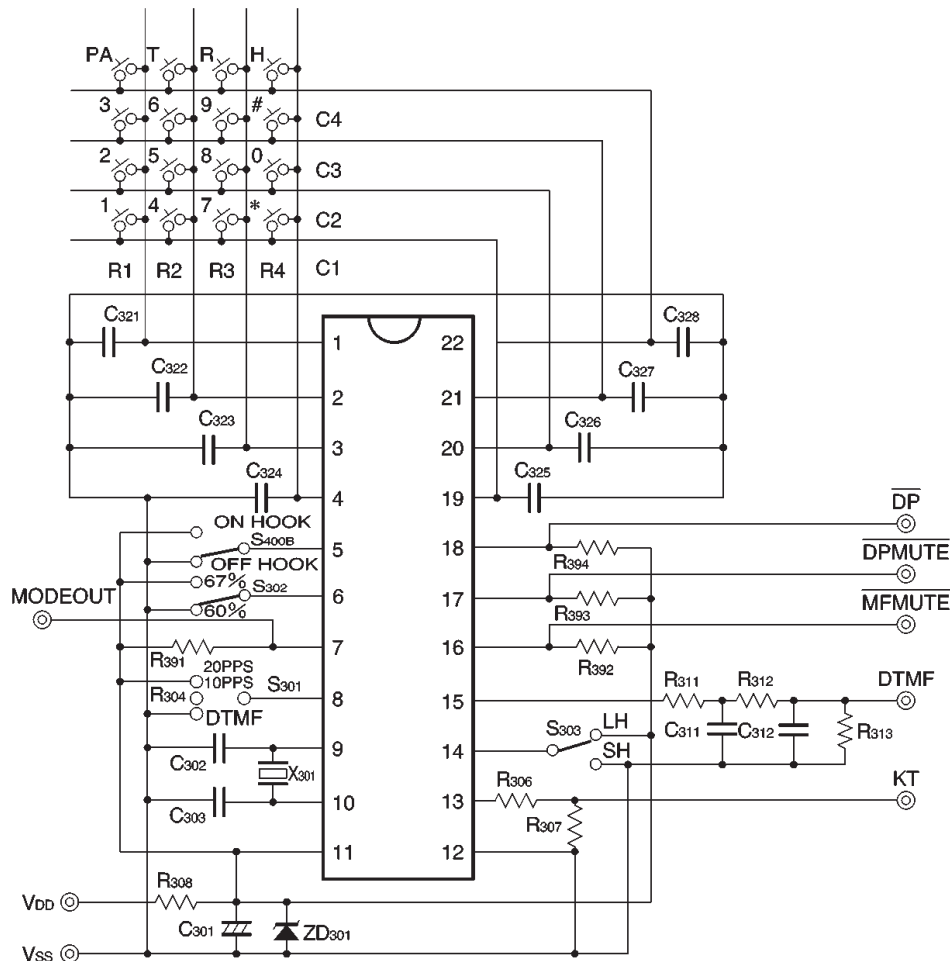 PA T R H
3 6 9 # C4
2 5 8 0 C3
1 4 7 * C2
R1 R2 R3 R4 C1
C321 C328
1 22
C322 C327
2 21
C323 C326
3 20
C324 C325
4 19
ON HOOK DP
S400B
5 18
OFF HOOK R394 DPMUTE
67% S302
6 17
MODEOUT 60% R393 MFMUTE
7 16
R391 R392
20PPS
10PPS S301 R311 R312 DTMF
R304 8 15
DTMF S303 LH C311 C312 R313
9 14
C302 X301 SH
R306 KT
10 13
C303 R307
11 12
R308
VDD
C301 ZD301
VSS